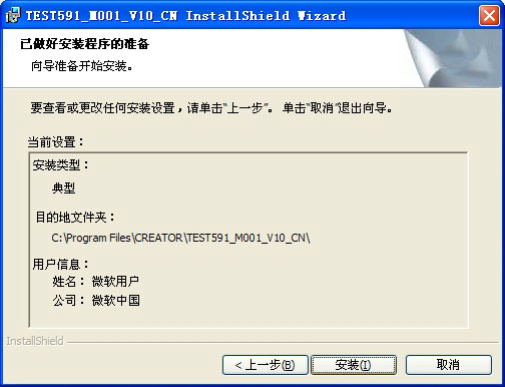 TEST591_M001_V10_CN InstallShield Wizard
已做好安装程序的准备
向导准备开始安装。
要查看或更改任何安装设置，请单击“上一步”。 单击“取消”退出向导。
当前设置：
安装类型：
典型
目的地文件夹：
C:\Program Files\CREATOR\TEST591_M001_V10_CN\
用户信息：
姓名： 微软用户
公司： 微软中国
InstallShield
< 上一步(B)
安装(I)
取消